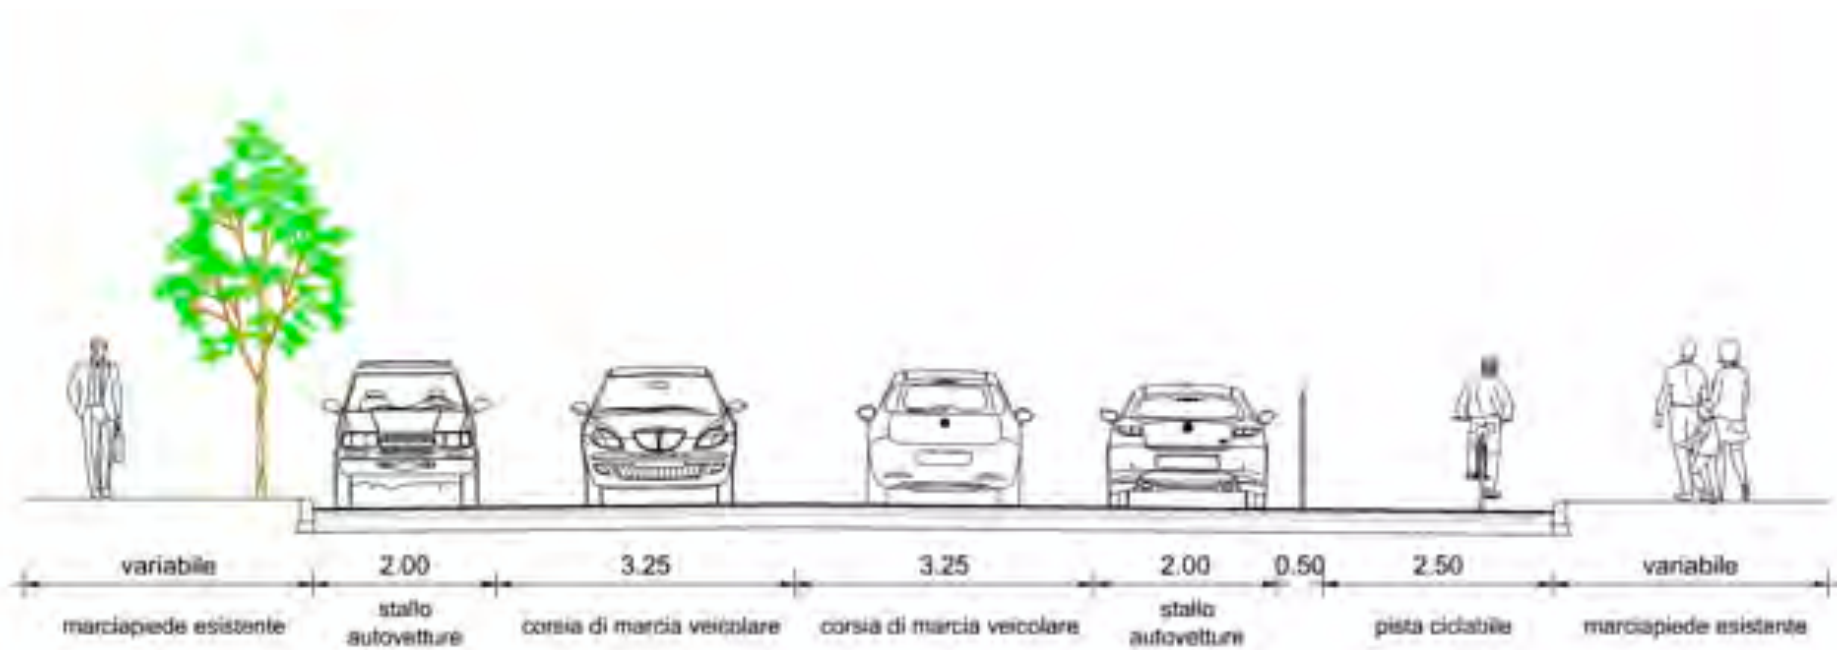 variabile 2.00 3.25 3.25 2.00 0.50 2.50 variabile
marciapiede esistente
stallo
autovetture
corsia di marcia veicolare
corsia di marcia veicolare
stallo
autovetture
pista ciclabile
marciapiede esistente